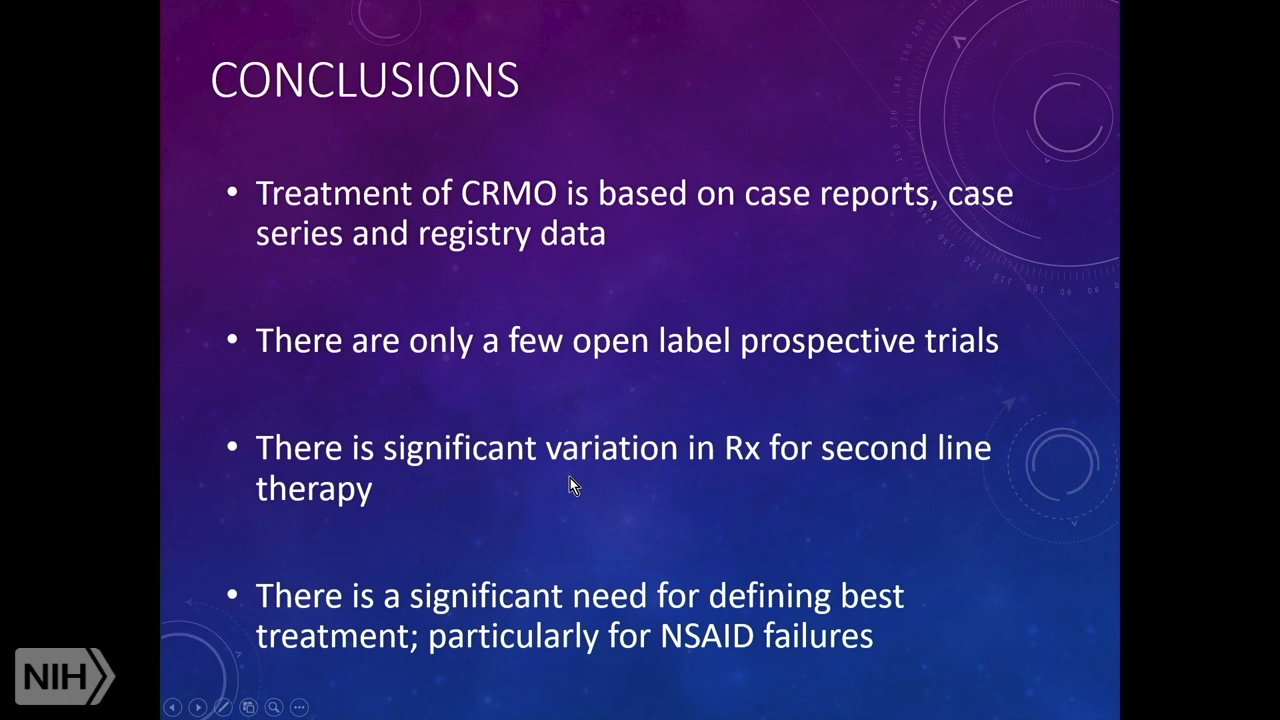 CONCLUSIONS
• Treatment of CRMO is based on case reports, case
series and registry data
• There are only a few open label prospective trials
• There is significant variation in Rx for second line
therapy
• There is a significant need for defining best
treatment; particularly for NSAID failures
NIH